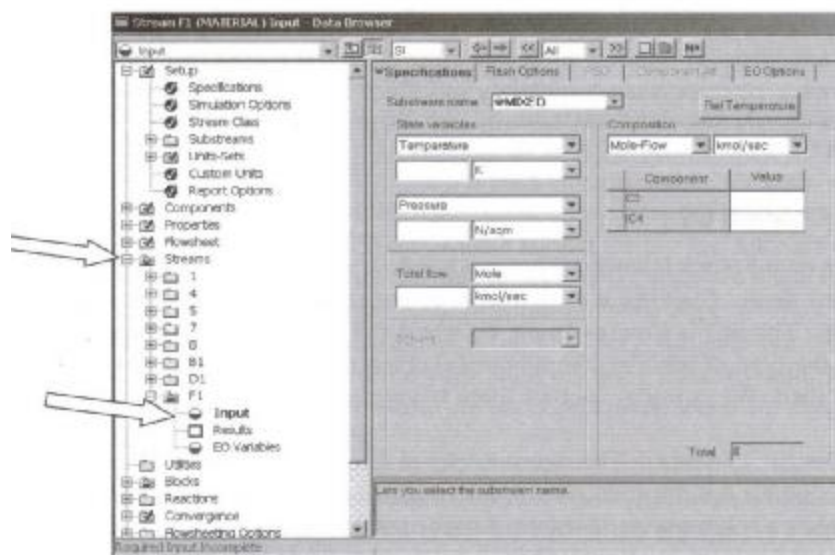 Stream F1 (MATERIAL) Input - Data Browser
Input
SI
All
N>
Setup
Specifications
Simulation Options
Stream Class
Substreams
Units-Sets
Custom Units
Report Options
Components
Properties
Flowsheet
Streams
1
4
5
7
8
B1
D1
F1
Input
Results
EO Variables
Utilities
Blocks
Reactions
Convergence
Flowsheeting Options
Required Input Incomplete
Specifications
Flash Options
PSD
Component Attr
EO Options
Substream name
MIXED
Ref Temperature
State variables
Temperature
K
Pressure
N/sqm
Total flow
Mole
kmol/sec
Composition
Mole-Flow
kmol/sec
Component
Value
IC4
Total
Lets you select the substream name.